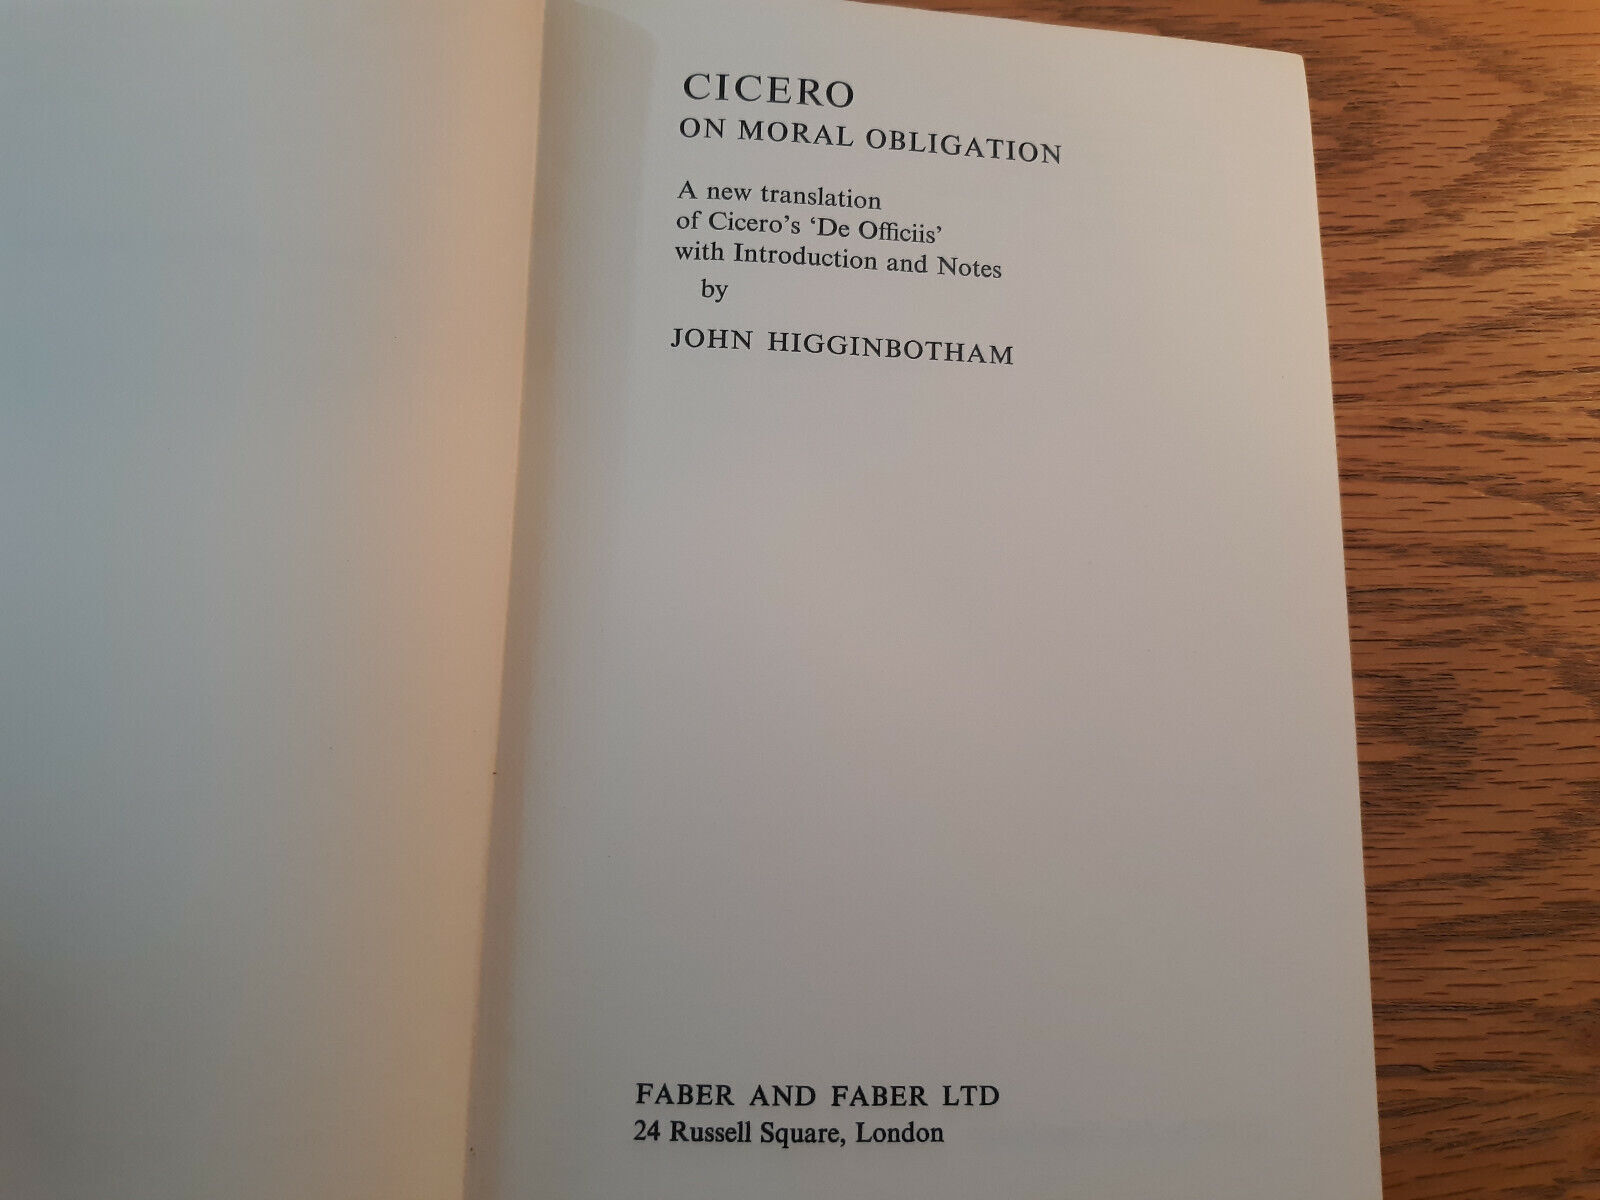 CICERO
ON MORAL OBLIGATION
A new translation
of Cicero's 'De Officiis'
with Introduction and Notes
by
JOHN HIGGINBOTHAM
FABER AND FABER LTD
24 Russell Square, London